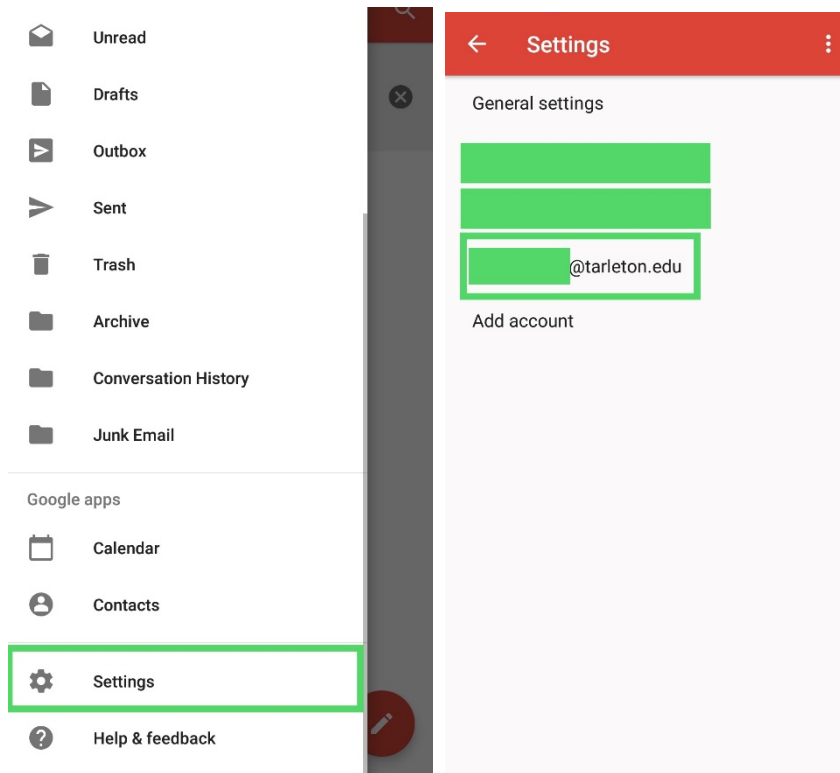 Unread
Drafts
Outbox
Sent
Trash
Archive
Conversation History
Junk Email
Google apps
Calendar
Contacts
Settings
Help & feedback
Settings
General settings
@tarleton.edu
Add account